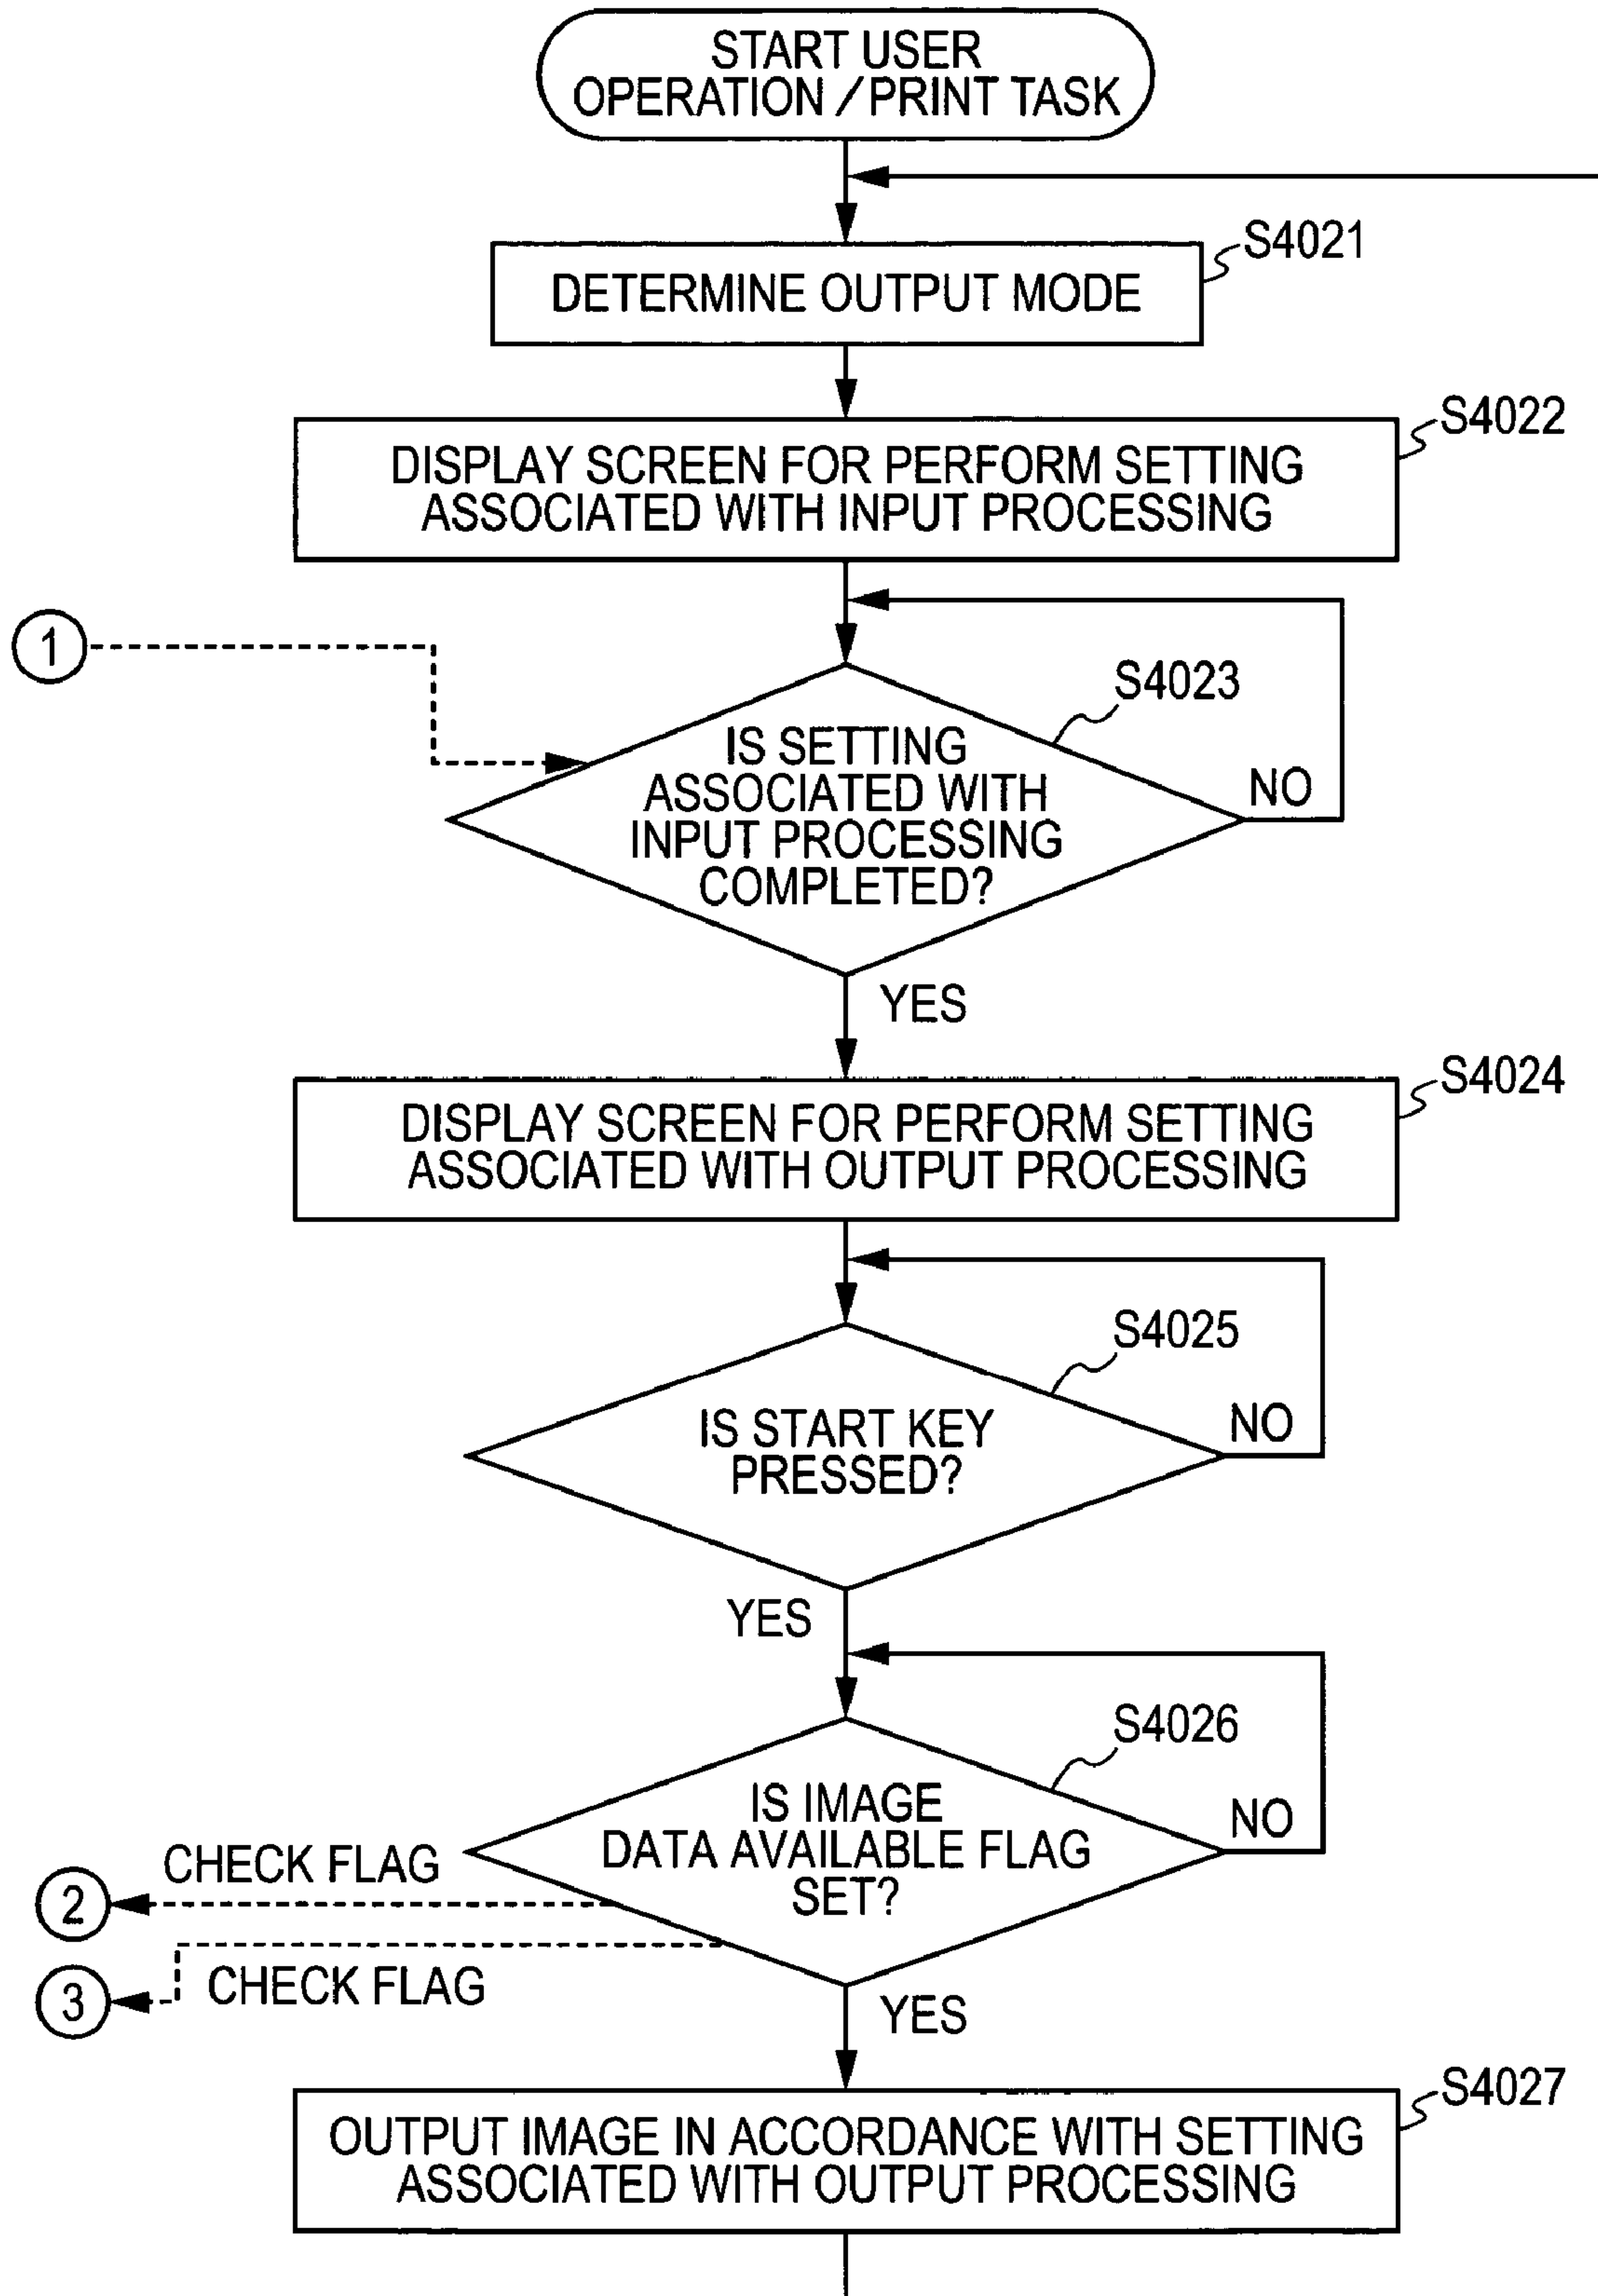 START USER
OPERATION / PRINT TASK
S4021
DETERMINE OUTPUT MODE
S4022
DISPLAY SCREEN FOR PERFORM SETTING
ASSOCIATED WITH INPUT PROCESSING
1
S4023
IS SETTING
ASSOCIATED WITH
INPUT PROCESSING
COMPLETED?
NO
YES
S4024
DISPLAY SCREEN FOR PERFORM SETTING
ASSOCIATED WITH OUTPUT PROCESSING
S4025
IS START KEY
PRESSED?
NO
YES
S4026
IS IMAGE
DATA AVAILABLE FLAG
SET?
NO
CHECK FLAG
2
CHECK FLAG
3
YES
S4027
OUTPUT IMAGE IN ACCORDANCE WITH SETTING
ASSOCIATED WITH OUTPUT PROCESSING